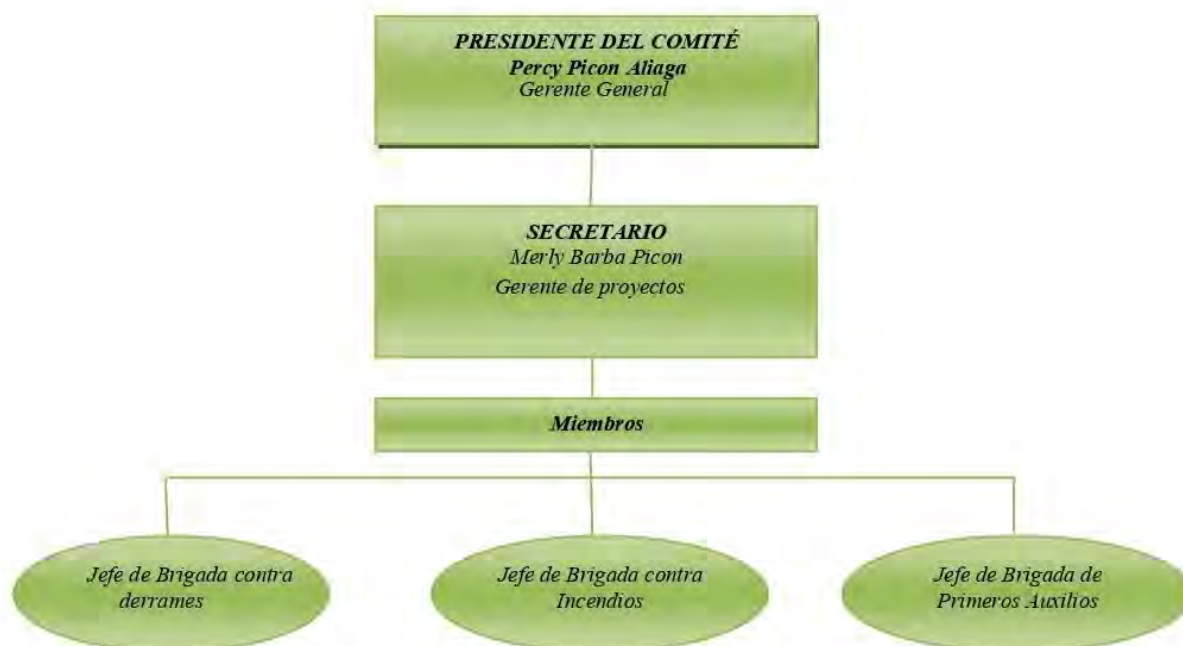 PRESIDENTE DEL COMITÉ
Percy Picon Aliaga
Gerente General
SECRETARIO
Merly Barba Picon
Gerente de proyectos
Miembros
Jefe de Brigada contra
derrames
Jefe de Brigada contra
Incendios
Jefe de Brigada de
Primeros Auxilios